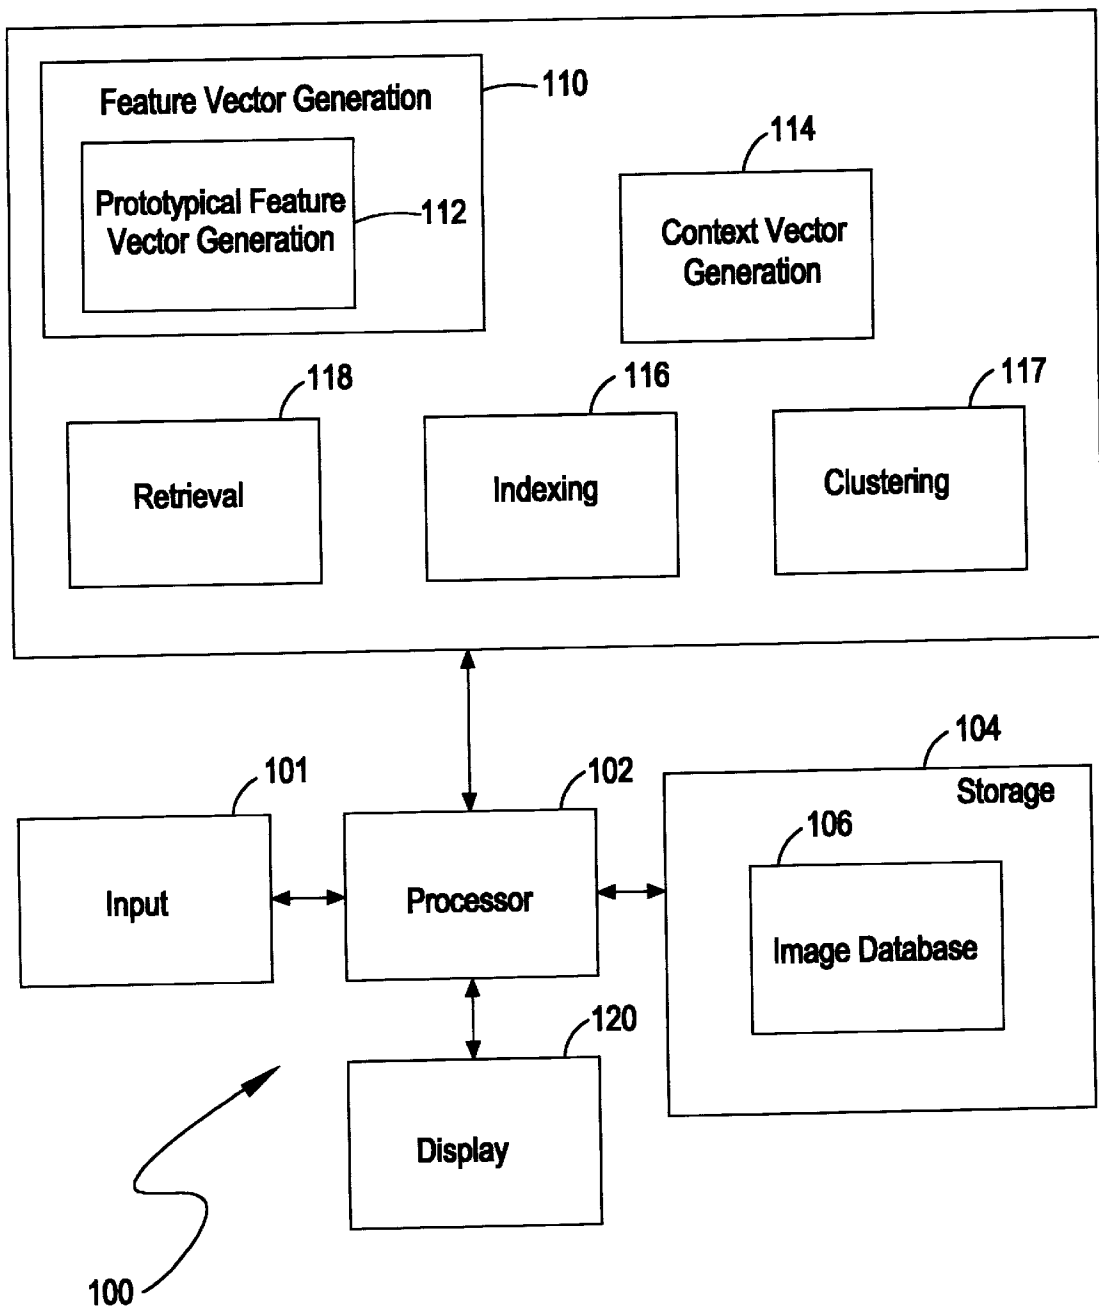 110
Feature Vector Generation
114
Prototypical Feature
Vector Generation
112
Context Vector
Generation
118
116
117
Retrieval
Indexing
Clustering
104
101
102
Storage
106
Input
Processor
Image Database
120
Display
100